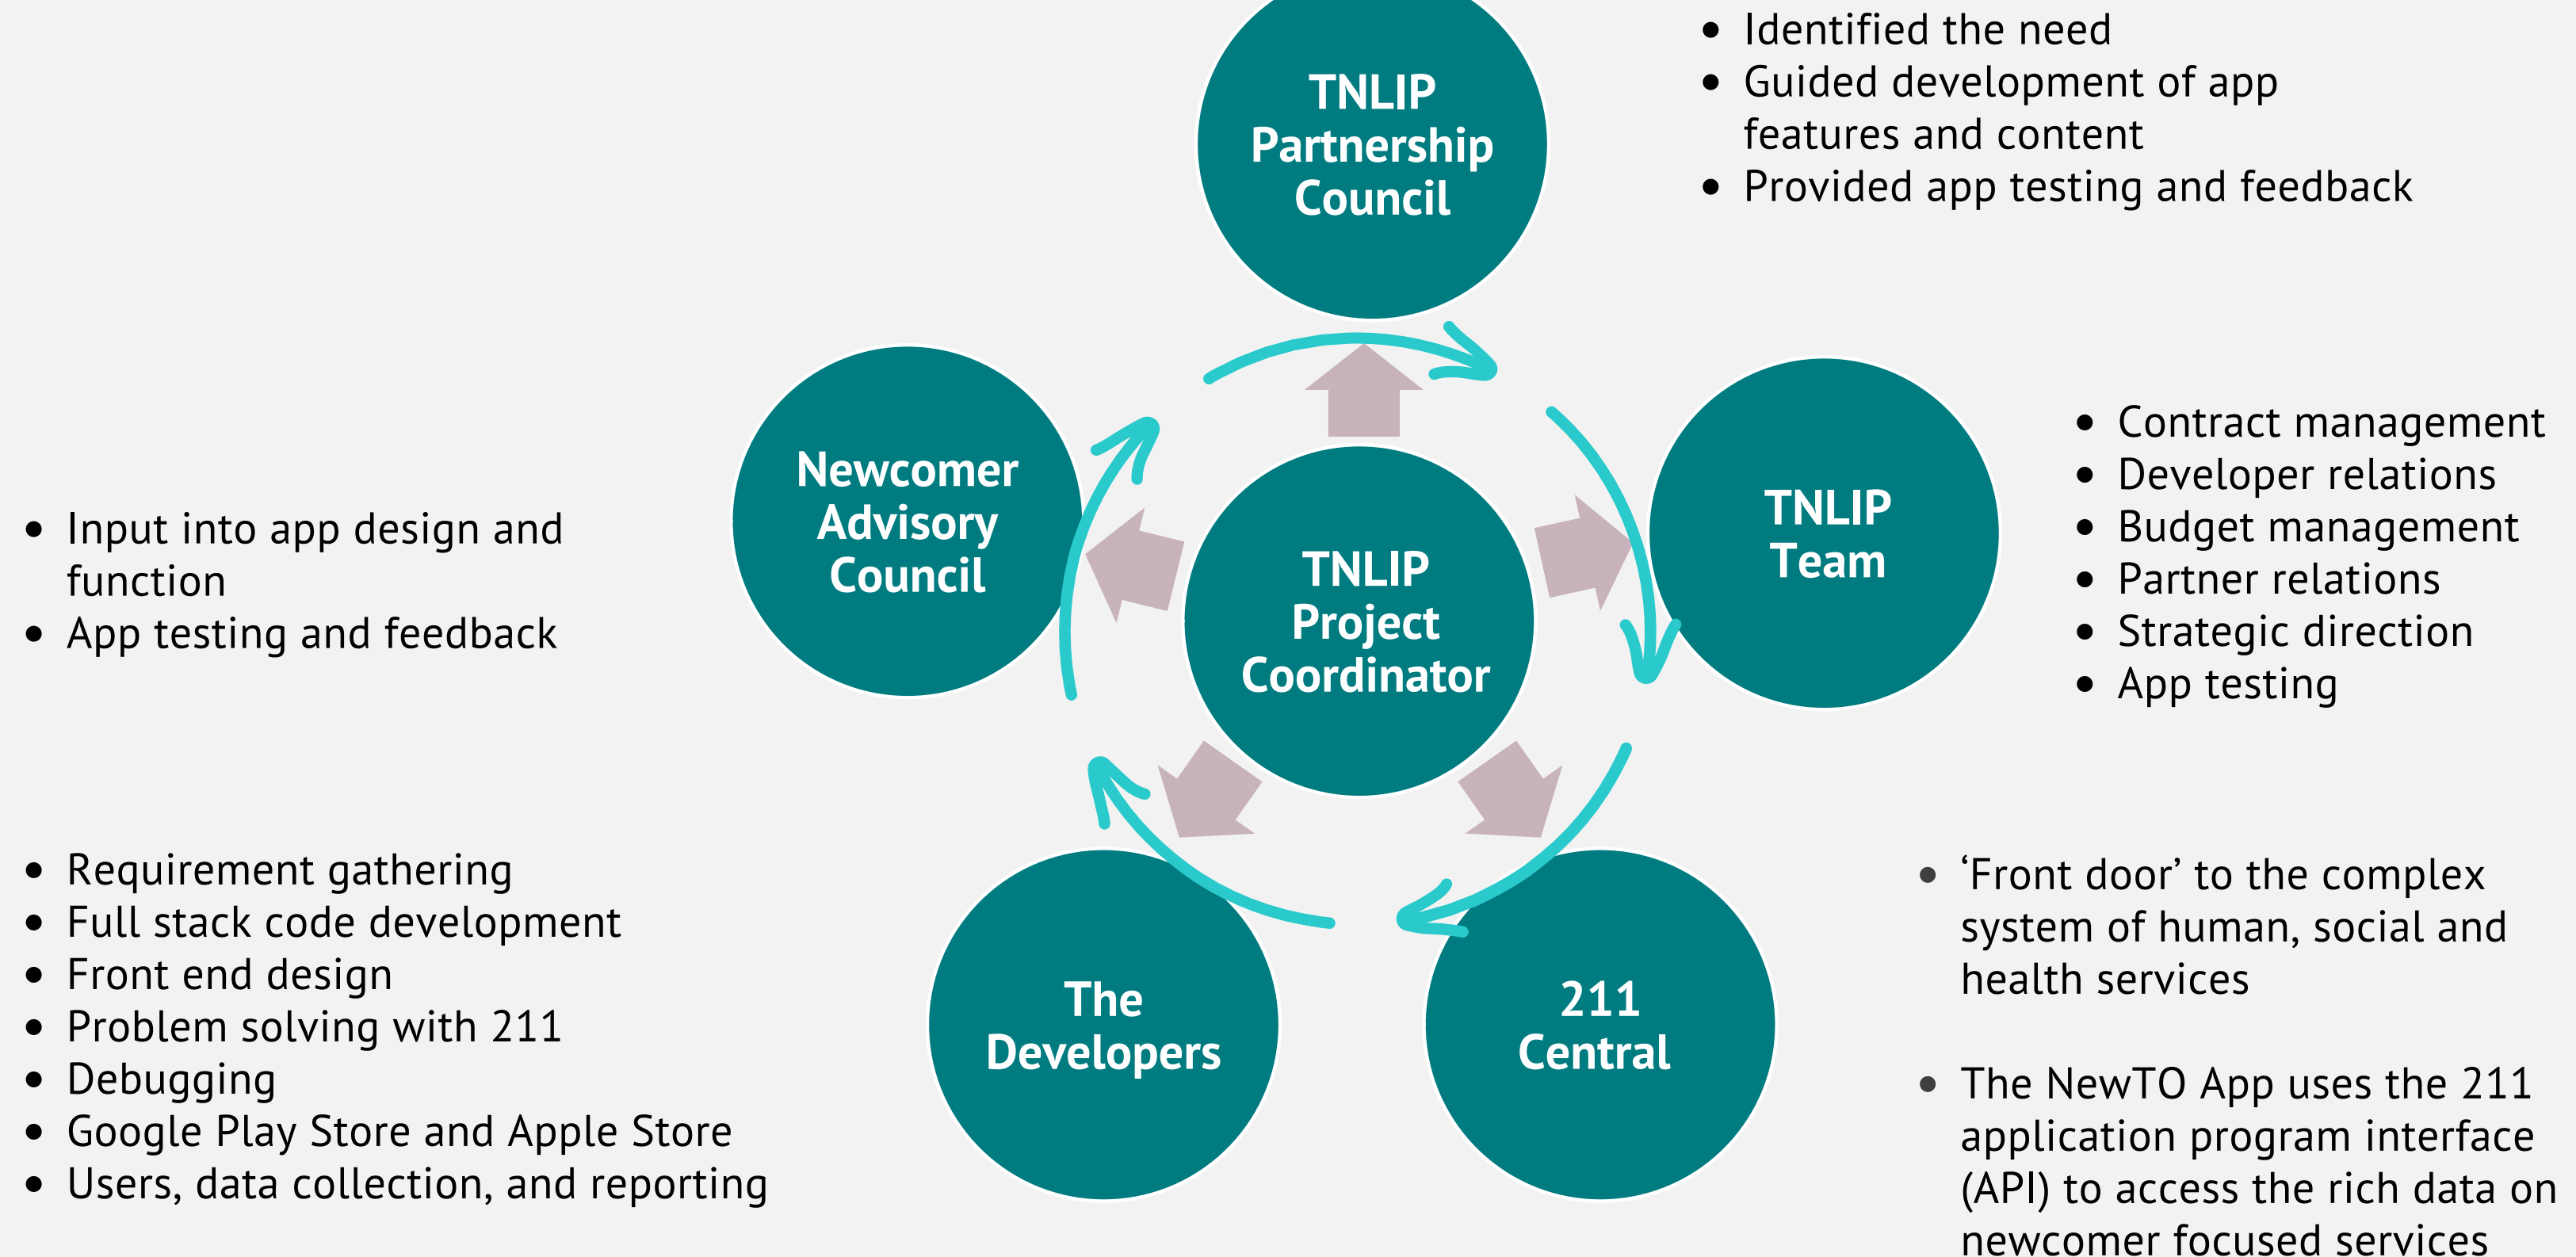 TNLIP
Partnership
Council
• Identified the need
• Guided development of app
features and content
• Provided app testing and feedback
Newcomer
Advisory
Council
• Input into app design and
function
• App testing and feedback
TNLIP
Project
Coordinator
TNLIP
Team
• Contract management
• Developer relations
• Budget management
• Partner relations
• Strategic direction
• App testing
• Requirement gathering
• Full stack code development
• Front end design
• Problem solving with 211
• Debugging
• Google Play Store and Apple Store
• Users, data collection, and reporting
The
Developers
211
Central
• ‘Front door’ to the complex
system of human, social and
health services
• The NewTO App uses the 211
application program interface
(API) to access the rich data on
newcomer focused services